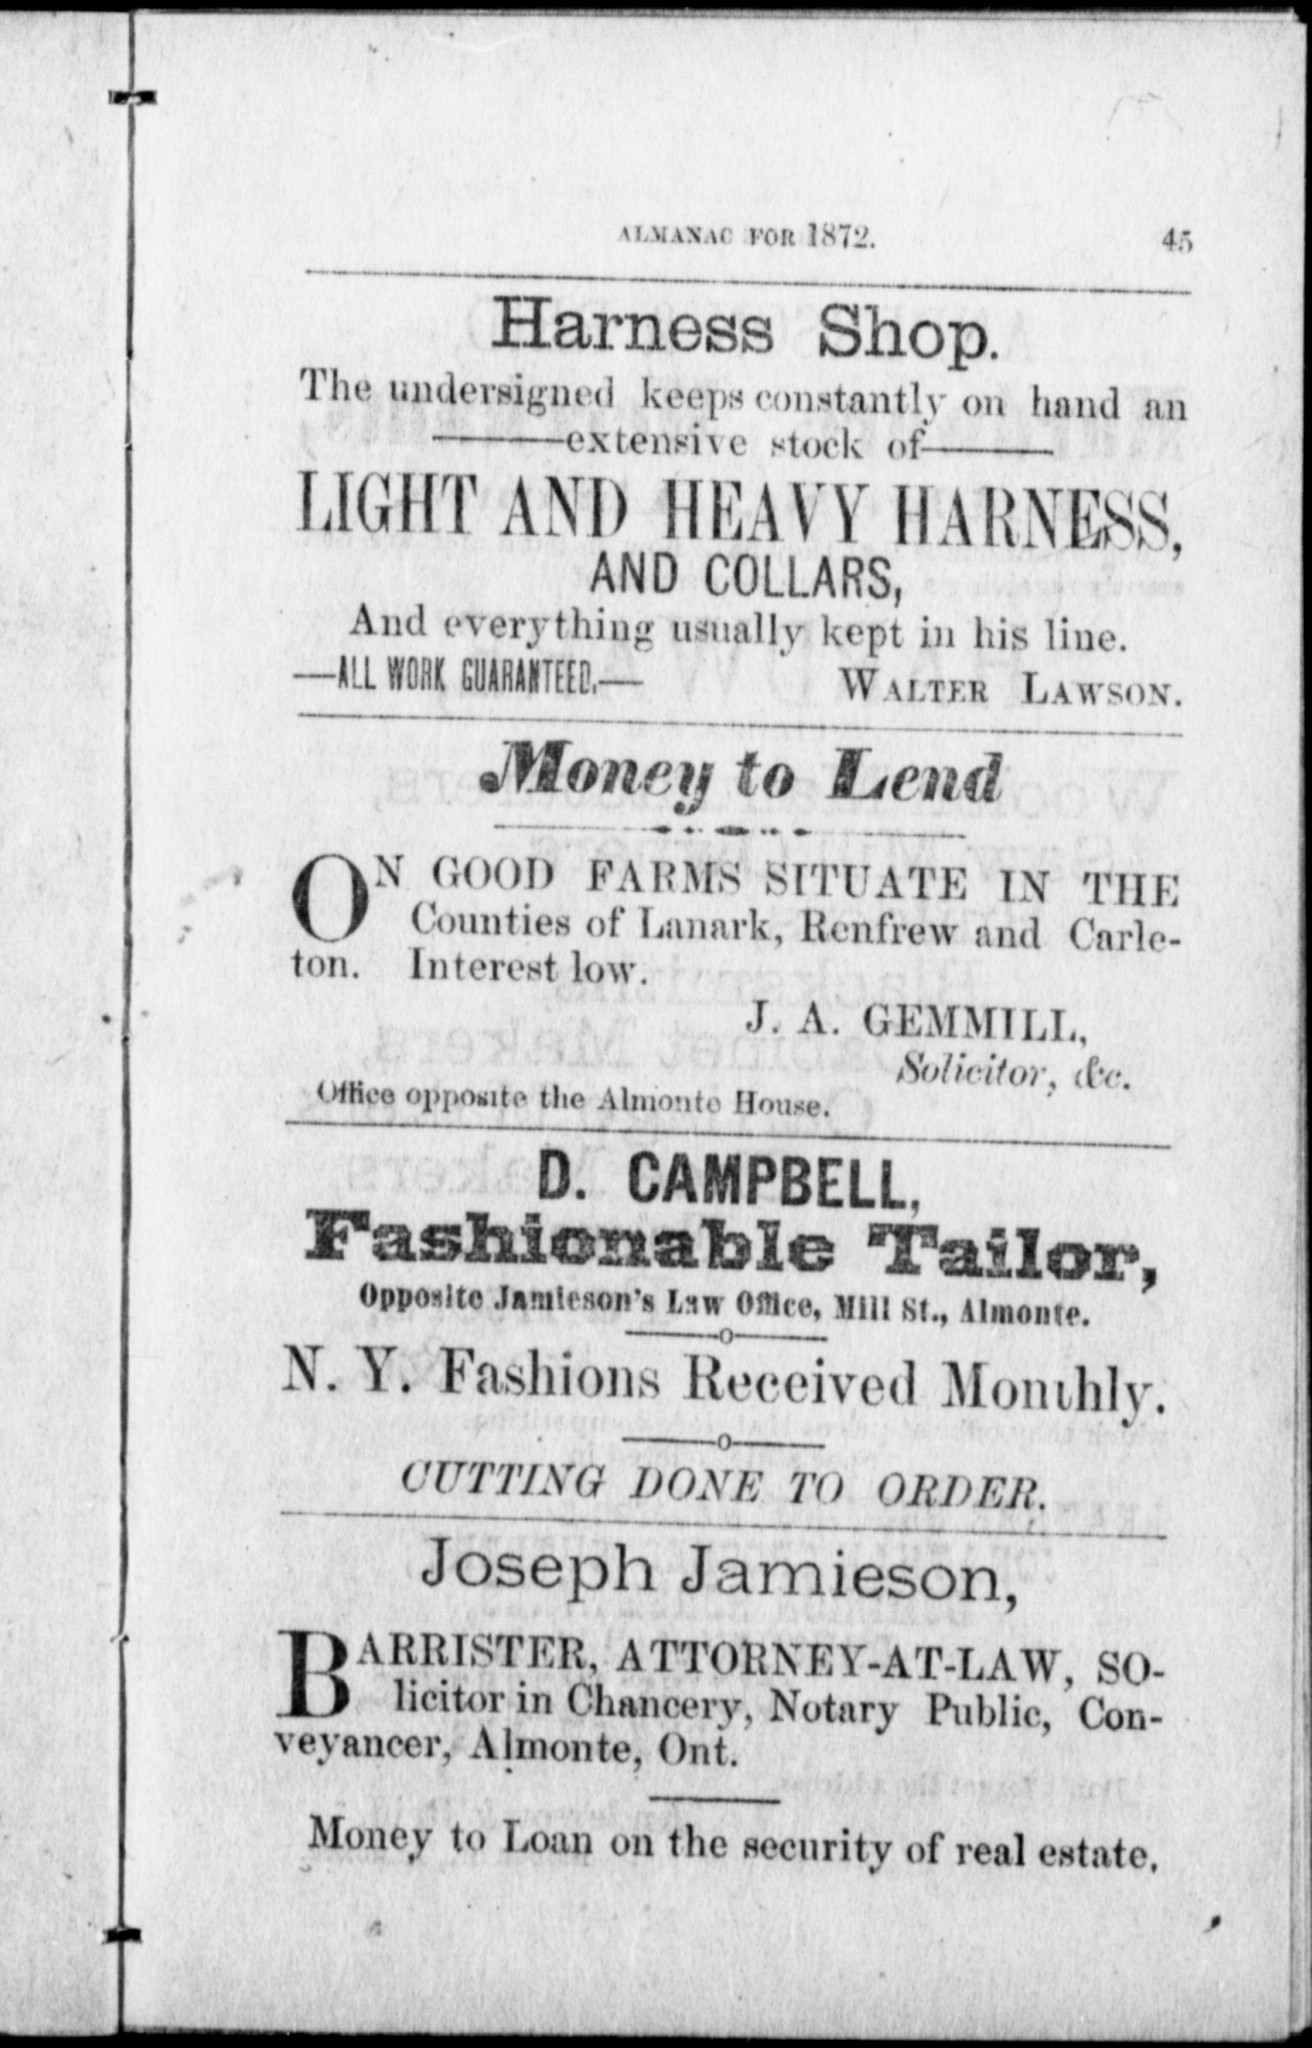 ALMANAC FOR 1872. 45
Harness Shop.
The undersigned keeps constantly on hand an
———extensive stock of———
LIGHT AND HEAVY HARNESS,
AND COLLARS,
And everything usually kept in his line.
—ALL WORK GUARANTEED.— WALTER LAWSON.
Money to Lend
ON GOOD FARMS SITUATE IN THE
Counties of Lanark, Renfrew and Carle-
ton. Interest low.
J. A. GEMMILL,
Solicitor, &c.
Office opposite the Almonte House.
D. CAMPBELL,
Fashionable Tailor,
Opposite Jamieson's Law Office, Mill St., Almonte.
———o———
N. Y. Fashions Received Monthly.
———o———
CUTTING DONE TO ORDER.
Joseph Jamieson,
BARRISTER, ATTORNEY-AT-LAW, SO-
licitor in Chancery, Notary Public, Con-
veyancer, Almonte, Ont.
Money to Loan on the security of real estate.